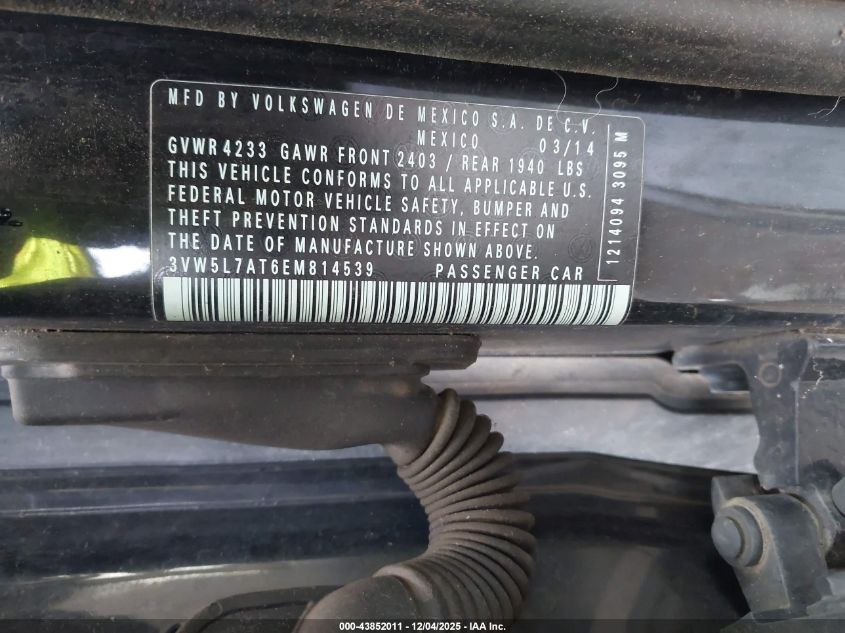 MFD BY VOLKSWAGEN DE MEXICO S.A. DE C.V.
MEXICO 03/14
GVWR 4233 GAWR FRONT 2403 / REAR 1940 LBS
THIS VEHICLE CONFORMS TO ALL APPLICABLE U.S.
FEDERAL MOTOR VEHICLE SAFETY, BUMPER AND
THEFT PREVENTION STANDARDS IN EFFECT ON
THE DATE OF MANUFACTURE SHOWN ABOVE.
3VW5L7AT6EM814539 PASSENGER CAR
1214094 3095 M
000-43852011 - 12/04/2025 - IAA Inc.